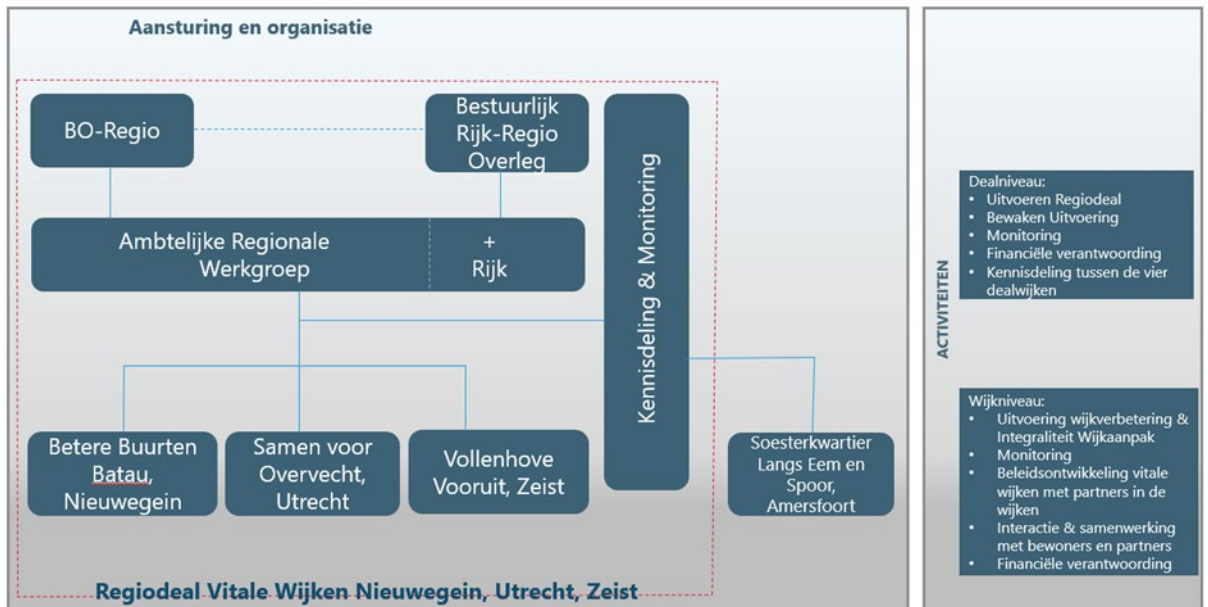 Aansturing en organisatie
BO-Regio
Bestuurlijk
Rijk-Regio
Overleg
Ambtelijke Regionale
Werkgroep
+
Rijk
Kennisdeling & Monitoring
Betere Buurten
Batau,
Nieuwegein
Samen voor
Overvecht,
Utrecht
Vollenhove
Vooruit, Zeist
Soesterkwartier
Langs Eem en
Spoor,
Amersfoort
Regiodeal Vitale Wijken Nieuwegein, Utrecht, Zeist
ACTIVITEITEN
Dealniveau:
• Uitvoeren Regiodeal
• Bewaken Uitvoering
• Monitoring
• Financiële verantwoording
• Kennisdeling tussen de vier
dealwijken
Wijkniveau:
• Uitvoering wijkverbetering &
Integraliteit Wijkaanpak
• Monitoring
• Beleidsontwikkeling vitale
wijken met partners in de
wijken
• Interactie & samenwerking
met bewoners en partners
• Financiële verantwoording